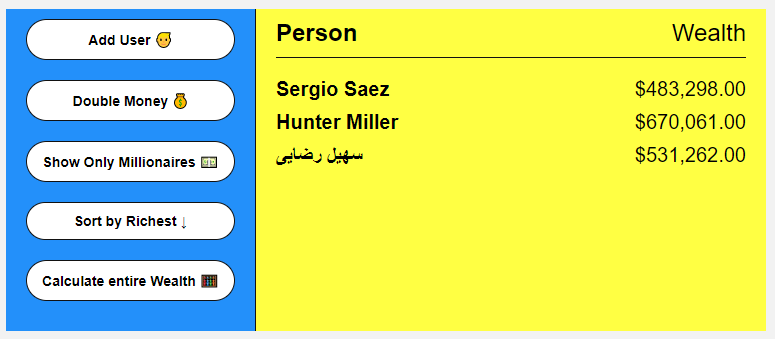 Add User
Double Money
Show Only Millionaires
Sort by Richest ↓
Calculate entire Wealth
Person Wealth
Sergio Saez $483,298.00
Hunter Miller $670,061.00
سهیل رضایی $531,262.00